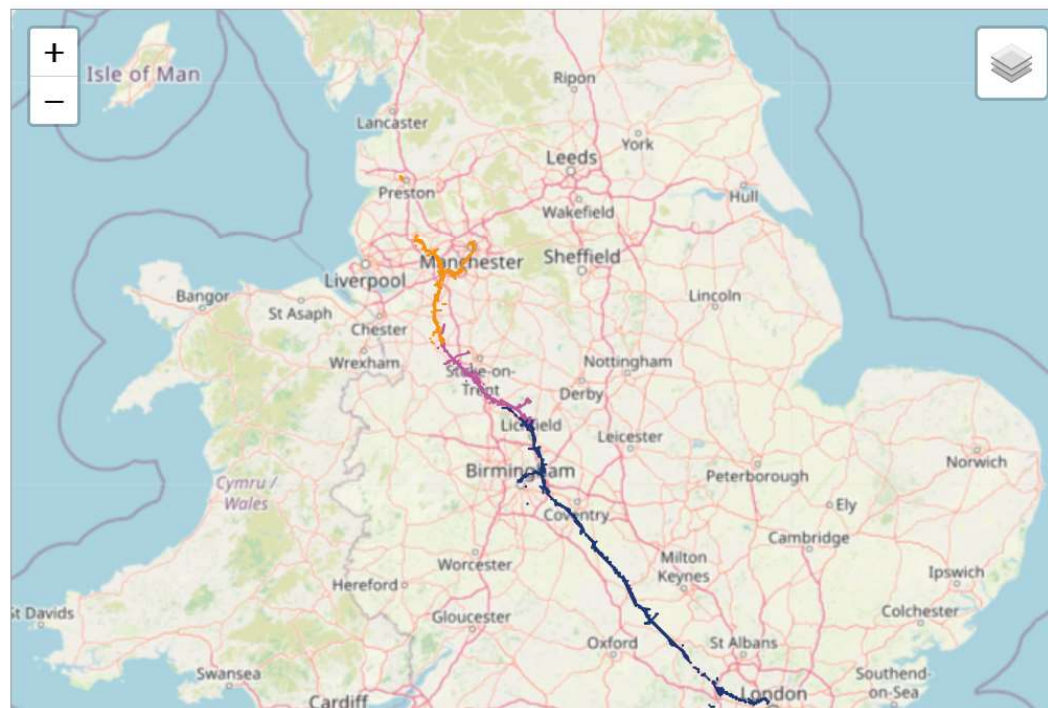 +
−
Isle of Man
Ripon
Lancaster
York
Leeds
Preston
Hull
Wakefield
Manchester
Sheffield
Liverpool
Bangor
Lincoln
St Asaph
Chester
Wrexham
Nottingham
Stoke-on-
Trent
Derby
Lichfield
Leicester
Norwich
Birmingham
Peterborough
Cymru /
Wales
Ely
Coventry
Cambridge
Worcester
Milton
Keynes
Hereford
Ipswich
St Davids
Gloucester
Colchester
Oxford
St Albans
Swansea
Southend-
on-Sea
London
Cardiff